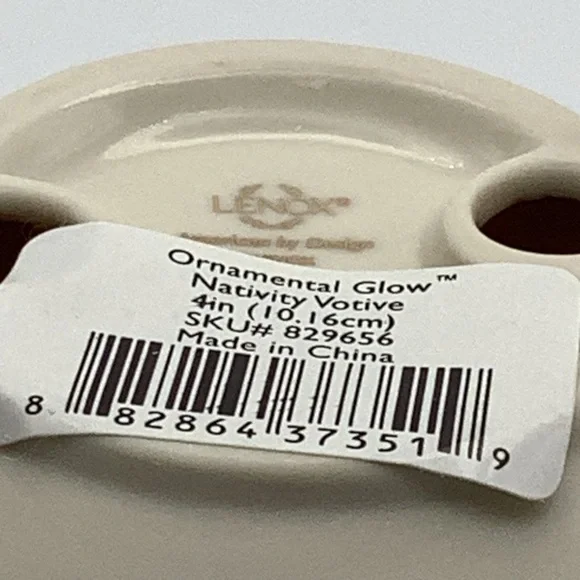 LENOX®
American by Design
Ornamental Glow™
Nativity Votive
4in (10.16cm)
SKU# 829656
Made in China
8 82864 37351 9